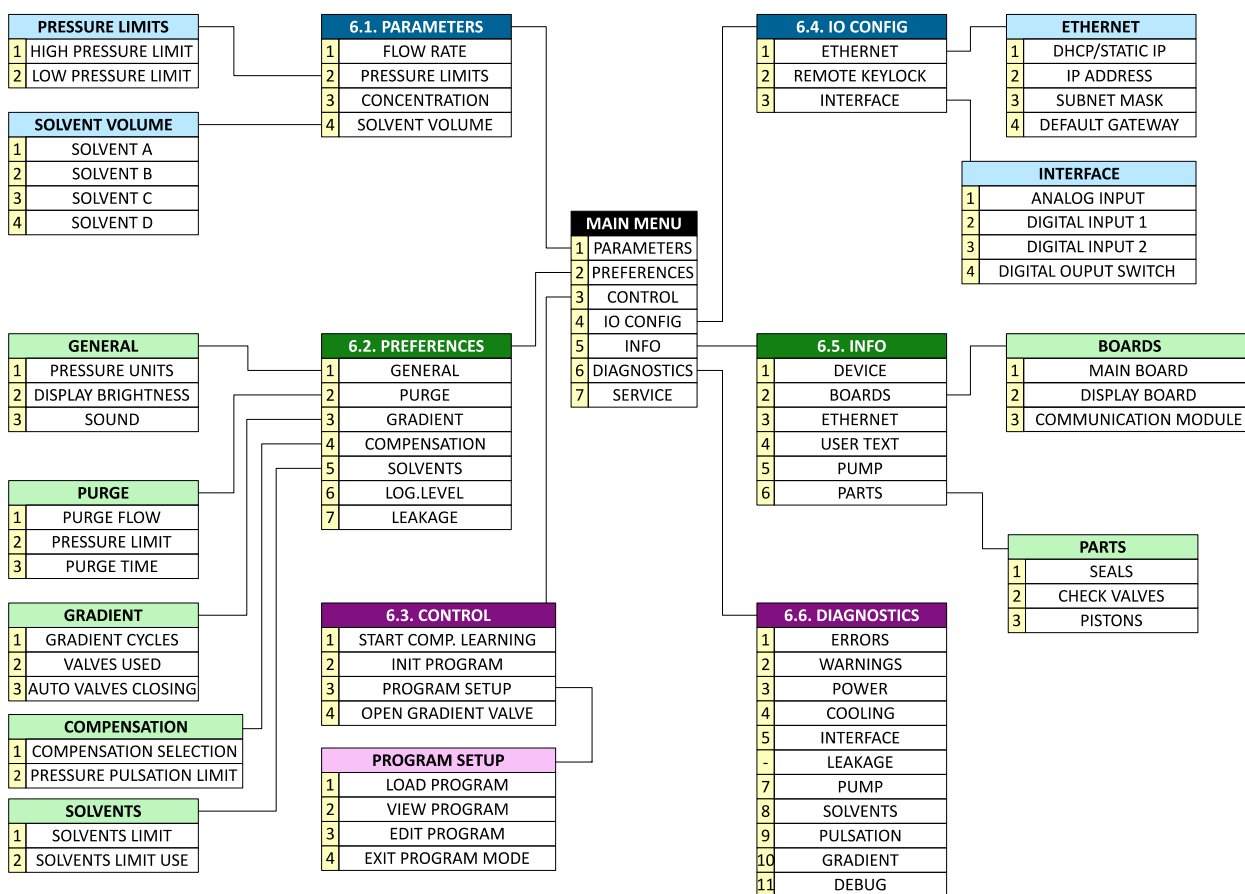 PRESSURE LIMITS
1 HIGH PRESSURE LIMIT
2 LOW PRESSURE LIMIT
SOLVENT VOLUME
1 SOLVENT A
2 SOLVENT B
3 SOLVENT C
4 SOLVENT D
6.1. PARAMETERS
1 FLOW RATE
2 PRESSURE LIMITS
3 CONCENTRATION
4 SOLVENT VOLUME
6.4. IO CONFIG
1 ETHERNET
2 REMOTE KEYLOCK
3 INTERFACE
ETHERNET
1 DHCP/STATIC IP
2 IP ADDRESS
3 SUBNET MASK
4 DEFAULT GATEWAY
INTERFACE
1 ANALOG INPUT
2 DIGITAL INPUT 1
3 DIGITAL INPUT 2
4 DIGITAL OUPUT SWITCH
MAIN MENU
1 PARAMETERS
2 PREFERENCES
3 CONTROL
4 IO CONFIG
5 INFO
6 DIAGNOSTICS
7 SERVICE
GENERAL
1 PRESSURE UNITS
2 DISPLAY BRIGHTNESS
3 SOUND
PURGE
1 PURGE FLOW
2 PRESSURE LIMIT
3 PURGE TIME
GRADIENT
1 GRADIENT CYCLES
2 VALVES USED
3 AUTO VALVES CLOSING
COMPENSATION
1 COMPENSATION SELECTION
2 PRESSURE PULSATION LIMIT
SOLVENTS
1 SOLVENTS LIMIT
2 SOLVENTS LIMIT USE
6.2. PREFERENCES
1 GENERAL
2 PURGE
3 GRADIENT
4 COMPENSATION
5 SOLVENTS
6 LOG.LEVEL
7 LEAKAGE
6.3. CONTROL
1 START COMP. LEARNING
2 INIT PROGRAM
3 PROGRAM SETUP
4 OPEN GRADIENT VALVE
PROGRAM SETUP
1 LOAD PROGRAM
2 VIEW PROGRAM
3 EDIT PROGRAM
4 EXIT PROGRAM MODE
6.5. INFO
1 DEVICE
2 BOARDS
3 ETHERNET
4 USER TEXT
5 PUMP
6 PARTS
BOARDS
1 MAIN BOARD
2 DISPLAY BOARD
3 COMMUNICATION MODULE
PARTS
1 SEALS
2 CHECK VALVES
3 PISTONS
6.6. DIAGNOSTICS
1 ERRORS
2 WARNINGS
3 POWER
4 COOLING
5 INTERFACE
- LEAKAGE
7 PUMP
8 SOLVENTS
9 PULSATION
10 GRADIENT
11 DEBUG